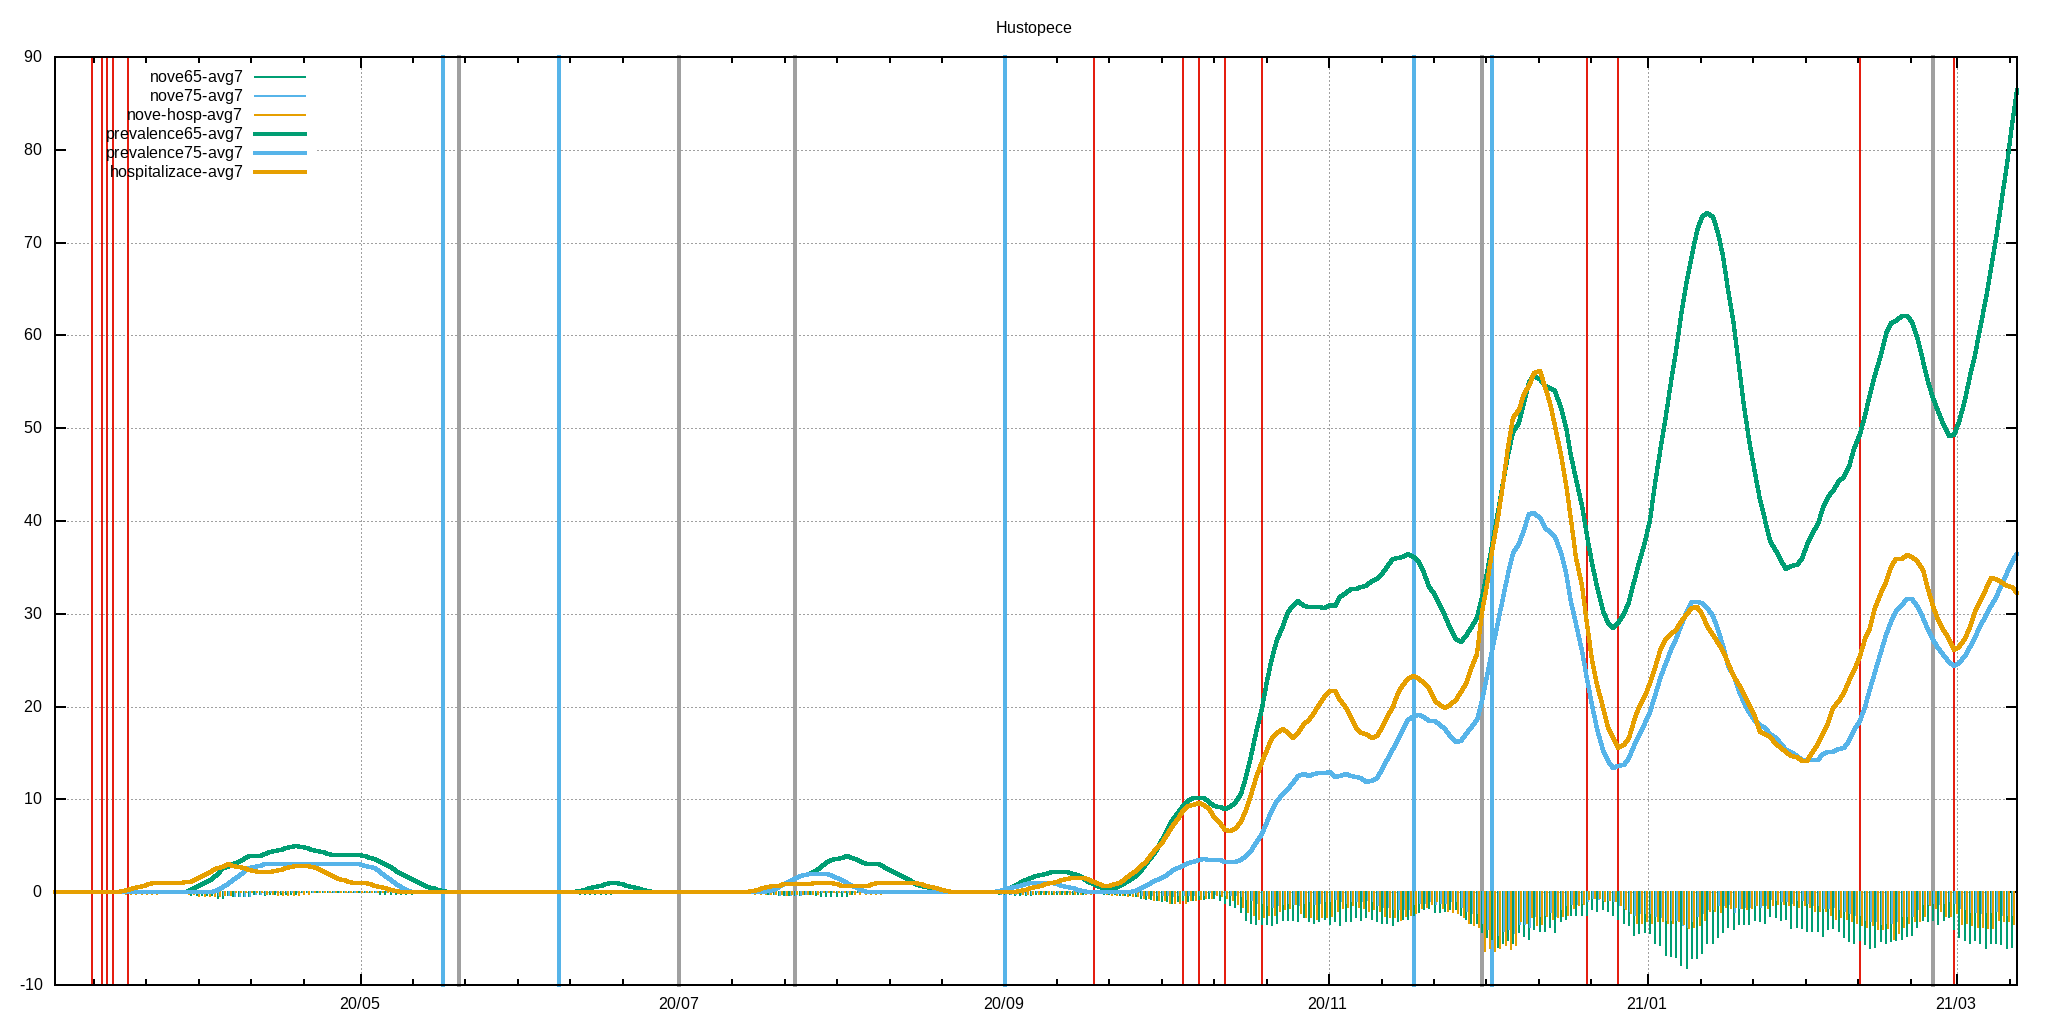 Hustopece
90
80
70
60
50
40
30
20
10
0
-10
nove65-avg7
nove75-avg7
nove-hosp-avg7
prevalence65-avg7
prevalence75-avg7
hospitalizace-avg7
20/05 20/07 20/09 20/11 21/01 21/03